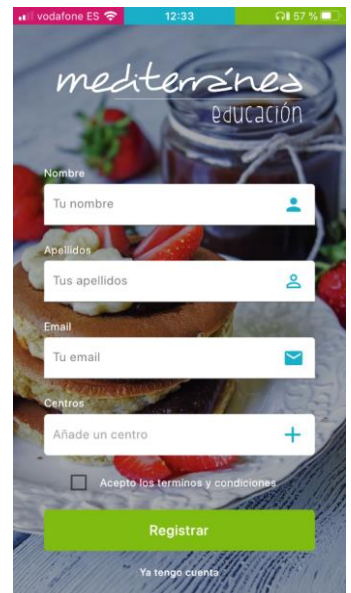 vodafone ES 12:33 57 %
mediterránea
educación
Nombre
Tu nombre
Apellidos
Tus apellidos
Email
Tu email
Centros
Añade un centro
Acepto los terminos y condiciones
Registrar
Ya tengo cuenta